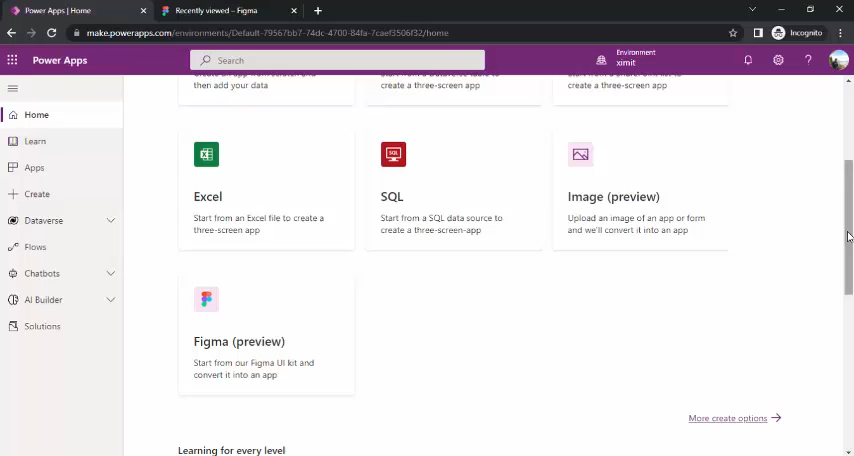 Power Apps | Home
Recently viewed – Figma
make.powerapps.com/environments/Default-79567bb7-74dc-4700-84fa-7caef3506f32/home
Incognito
Power Apps
Search
Environment
ximit
Home
Learn
Apps
Create
Dataverse
Flows
Chatbots
AI Builder
Solutions
then add your data
create a three-screen app
create a three-screen app
Excel
Start from an Excel file to create a
three-screen app
SQL
SQL
Start from a SQL data source to
create a three-screen-app
Image (preview)
Upload an image of an app or form
and we'll convert it into an app
Figma (preview)
Start from our Figma UI kit and
convert it into an app
More create options
Learning for every level